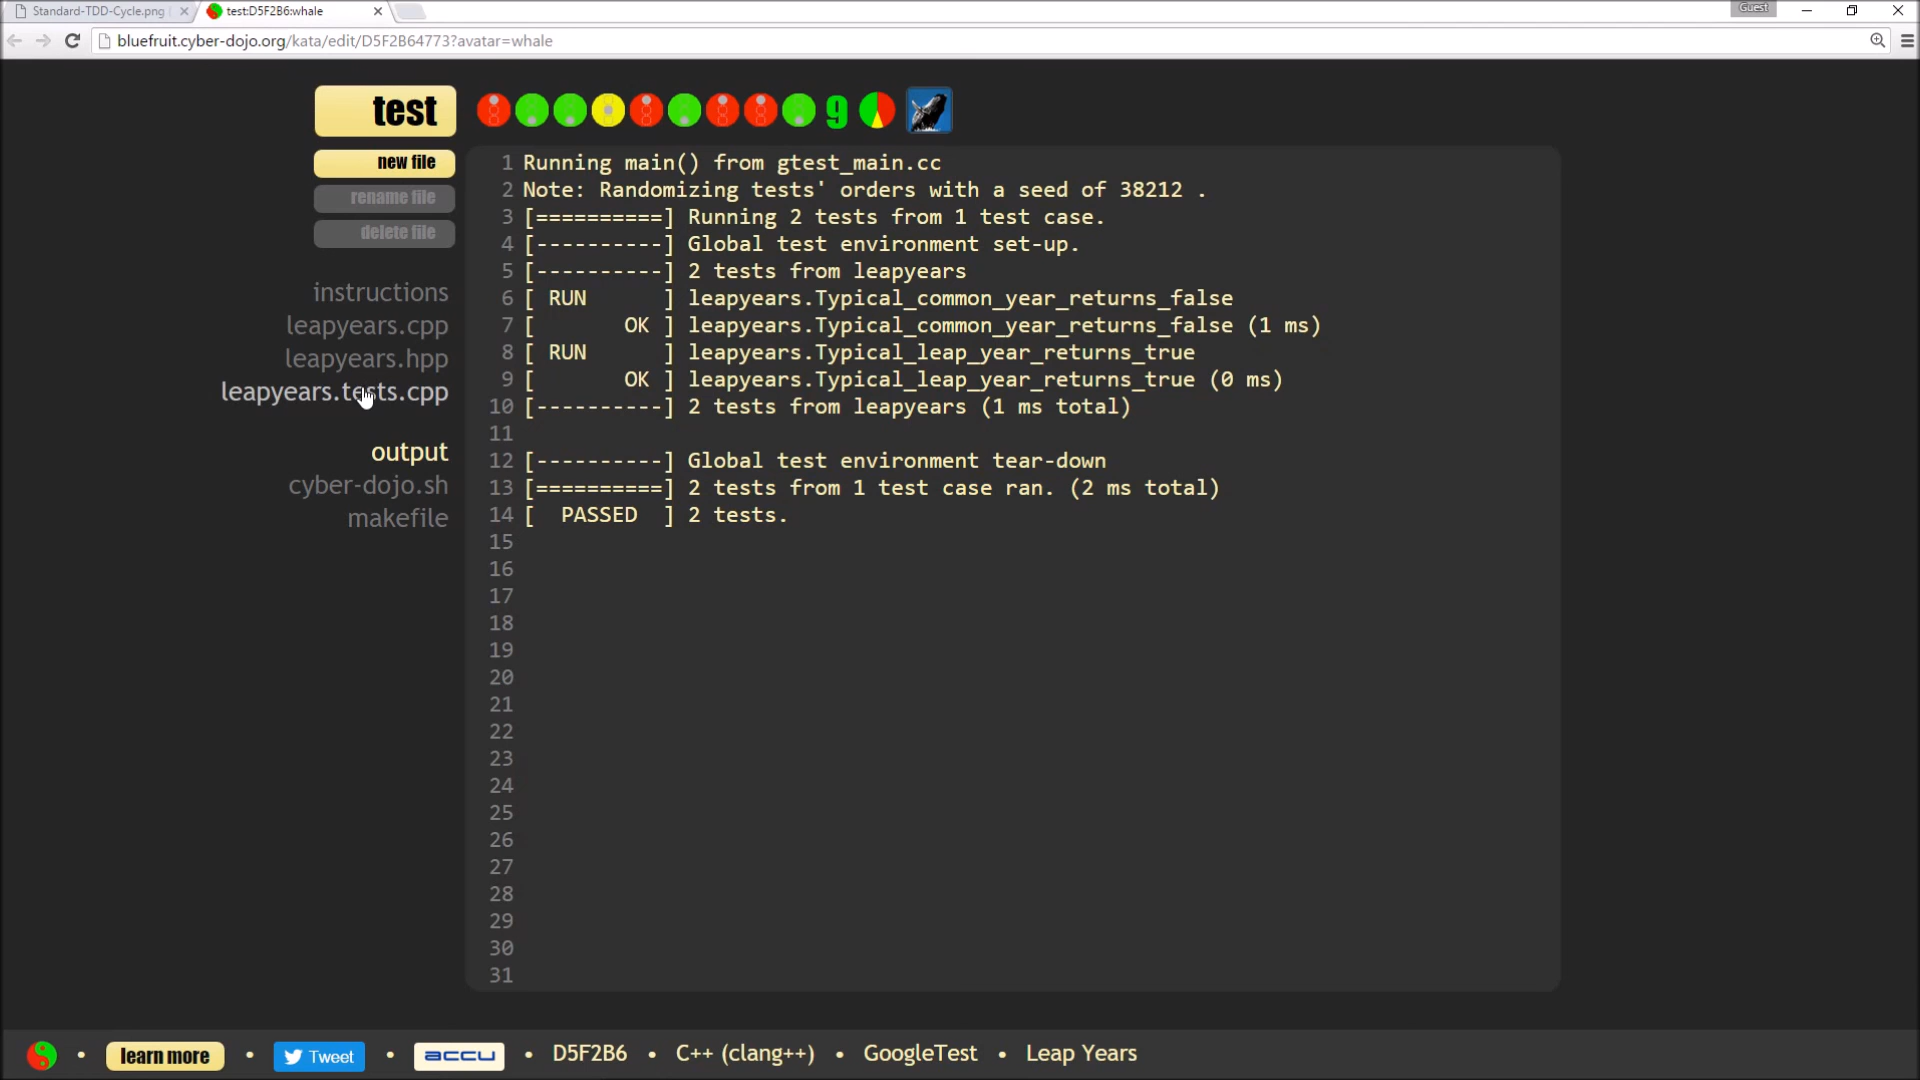 Standard-TDD-Cycle.png
test:D5F2B6:whale
Guest
bluefruit.cyber-dojo.org/kata/edit/D5F2B64773?avatar=whale
test
9
new file
rename file
delete file
instructions
leapyears.cpp
leapyears.hpp
leapyears.tests.cpp
output
cyber-dojo.sh
makefile
1 Running main() from gtest_main.cc
2 Note: Randomizing tests' orders with a seed of 38212 .
3 [==========] Running 2 tests from 1 test case.
4 [----------] Global test environment set-up.
5 [----------] 2 tests from leapyears
6 [ RUN      ] leapyears.Typical_common_year_returns_false
7 [       OK ] leapyears.Typical_common_year_returns_false (1 ms)
8 [ RUN      ] leapyears.Typical_leap_year_returns_true
9 [       OK ] leapyears.Typical_leap_year_returns_true (0 ms)
10 [----------] 2 tests from leapyears (1 ms total)
11
12 [----------] Global test environment tear-down
13 [==========] 2 tests from 1 test case ran. (2 ms total)
14 [  PASSED  ] 2 tests.
15
16
17
18
19
20
21
22
23
24
25
26
27
28
29
30
31
learn more • Tweet • accu • D5F2B6 • C++ (clang++) • GoogleTest • Leap Years